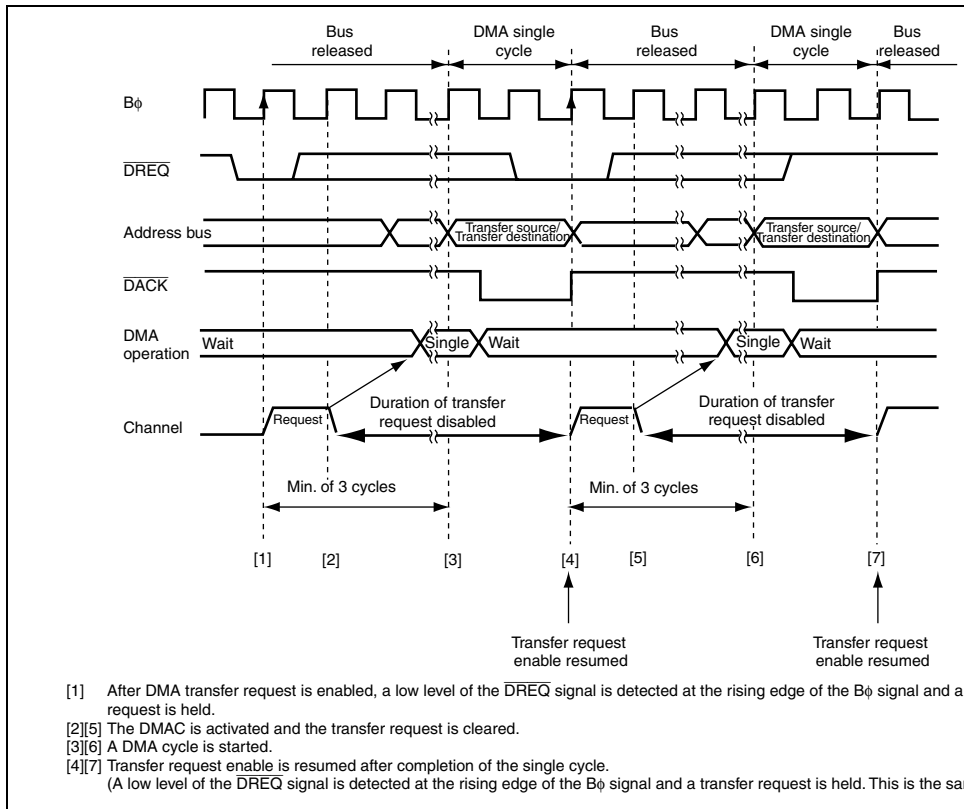 Bus released
DMA single cycle
Bus released
DMA single cycle
Bus released
Bφ
DREQ
Address bus
Transfer source/ Transfer destination
Transfer source/ Transfer destination
DACK
DMA operation
Wait
Single
Wait
Single
Wait
Channel
Request
Duration of transfer request disabled
Request
Duration of transfer request disabled
Min. of 3 cycles
Min. of 3 cycles
[1] [2] [3] [4] [5] [6] [7]
Transfer request enable resumed
Transfer request enable resumed
[1] After DMA transfer request is enabled, a low level of the DREQ signal is detected at the rising edge of the Bφ signal and a
request is held.
[2][5] The DMAC is activated and the transfer request is cleared.
[3][6] A DMA cycle is started.
[4][7] Transfer request enable is resumed after completion of the single cycle.
(A low level of the DREQ signal is detected at the rising edge of the Bφ signal and a transfer request is held. This is the